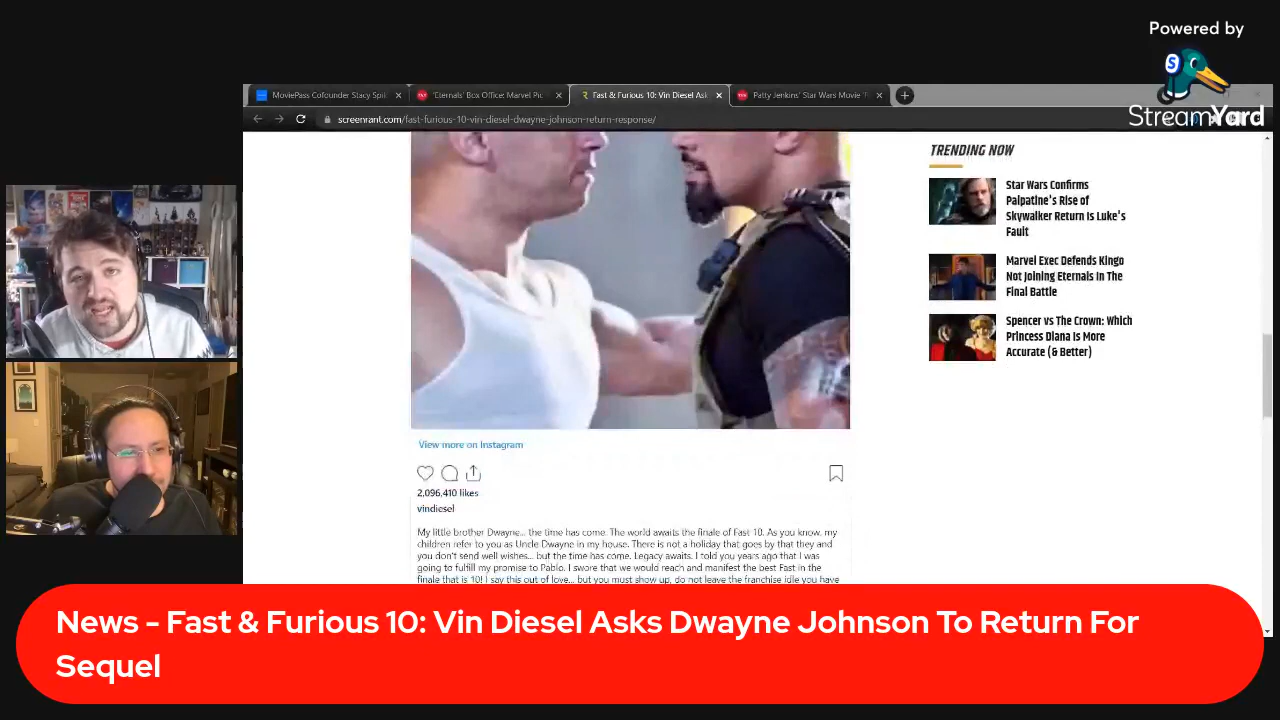 Powered by
StreamYard
MoviePass Cofounder Stacy Spil
'Eternals' Box Office: Marvel Pic
Fast & Furious 10: Vin Diesel Asl
Patty Jenkins' Star Wars Movie 'F
screenrant.com/fast-furious-10-vin-diesel-dwayne-johnson-return-response/
TRENDING NOW
Star Wars Confirms
Palpatine's Rise of
Skywalker Return Is Luke's
Fault
Marvel Exec Defends Kingo
Not Joining Eternals In The
Final Battle
Spencer vs The Crown: Which
Princess Diana Is More
Accurate (& Better)
View more on Instagram
2,096,410 likes
vindiesel
My little brother Dwayne... the time has come. The world awaits the finale of Fast 10. As you know, my
children refer to you as Uncle Dwayne in my house. There is not a holiday that goes by that they and
you don't send well wishes... but the time has come. Legacy awaits. I told you years ago that I was
going to fulfill my promise to Pablo. I swore that we would reach and manifest the best Fast in the
finale that is 10! I say this out of love... but you must show up, do not leave the franchise idle you have
News - Fast & Furious 10: Vin Diesel Asks Dwayne Johnson To Return For
Sequel